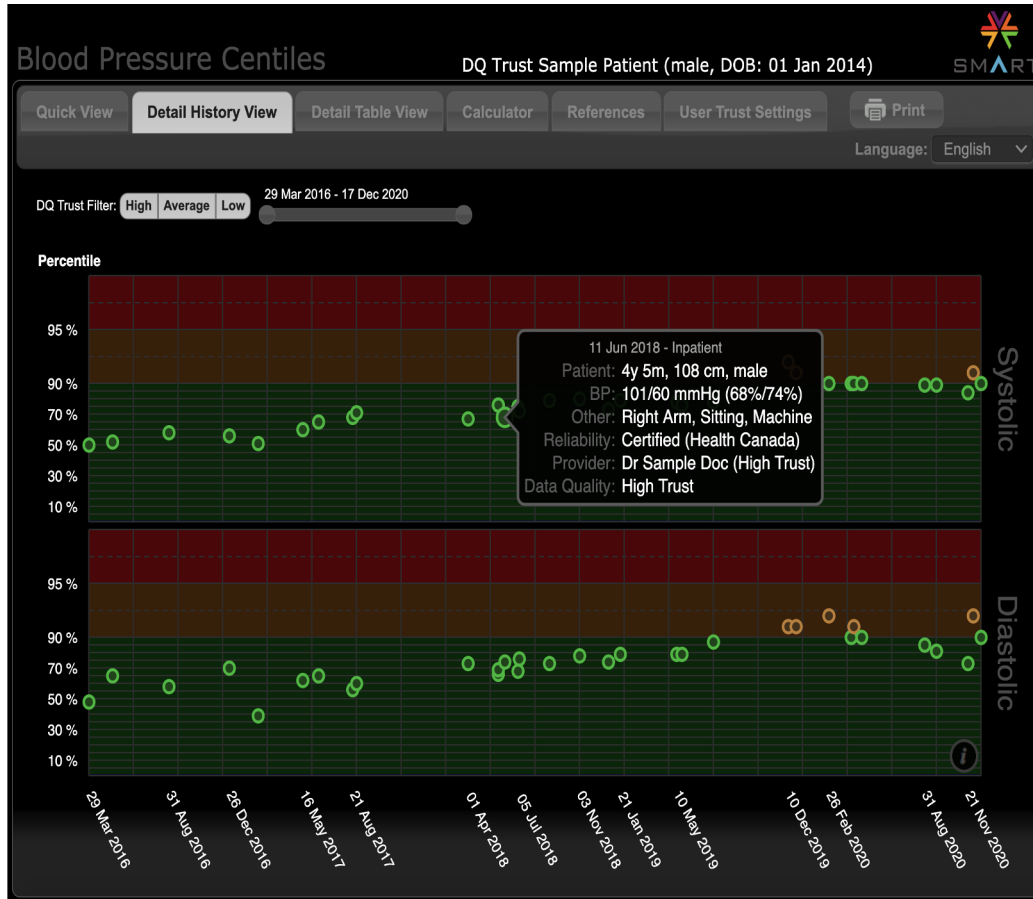 Blood Pressure Centiles
DQ Trust Sample Patient (male, DOB: 01 Jan 2014)
SMART
Quick View
Detail History View
Detail Table View
Calculator
References
User Trust Settings
Print
Language: English
DQ Trust Filter: High Average Low
29 Mar 2016 - 17 Dec 2020
Percentile
95 %
90 %
70 %
50 %
30 %
10 %
Systolic
11 Jun 2018 - Inpatient
Patient: 4y 5m, 108 cm, male
BP: 101/60 mmHg (68%/74%)
Other: Right Arm, Sitting, Machine
Reliability: Certified (Health Canada)
Provider: Dr Sample Doc (High Trust)
Data Quality: High Trust
95 %
90 %
70 %
50 %
30 %
10 %
Diastolic
i
29 Mar 2016
31 Aug 2016
26 Dec 2016
16 May 2017
21 Aug 2017
01 Apr 2018
05 Jul 2018
03 Nov 2018
21 Jan 2019
10 May 2019
10 Dec 2019
26 Feb 2020
31 Aug 2020
21 Nov 2020